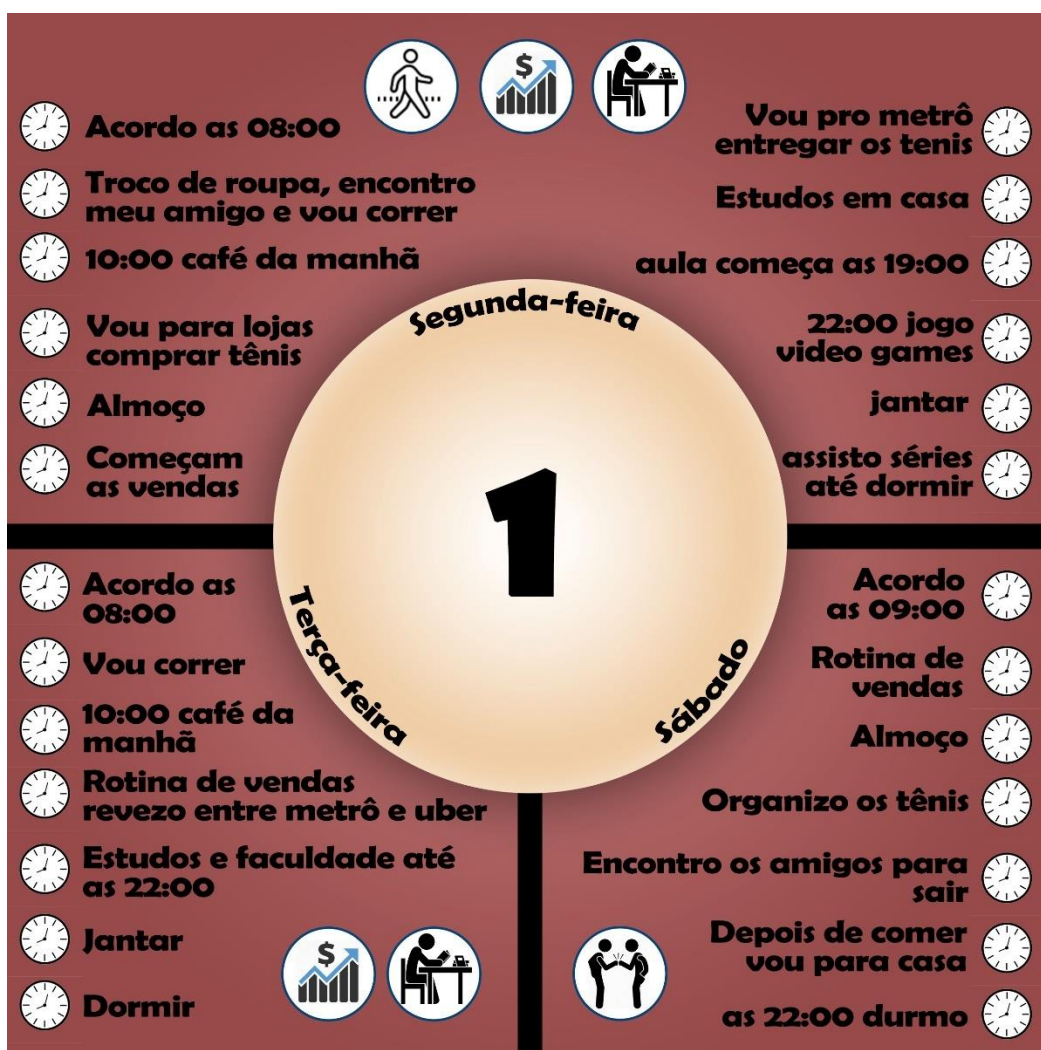 Acordo as 08:00
Troco de roupa, encontro
meu amigo e vou correr
10:00 café da manhã
Vou para lojas
comprar tênis
Almoço
Começam
as vendas
Vou pro metrô
entregar os tenis
Estudos em casa
aula começa as 19:00
22:00 jogo
video games
jantar
assisto séries
até dormir
Segunda-feira
1
Terça-feira
Sábado
Acordo as
08:00
Vou correr
10:00 café da
manhã
Rotina de vendas
revezo entre metrô e uber
Estudos e faculdade até
as 22:00
Jantar
Dormir
Acordo
as 09:00
Rotina de
vendas
Almoço
Organizo os tênis
Encontro os amigos para
sair
Depois de comer
vou para casa
as 22:00 durmo
$
$